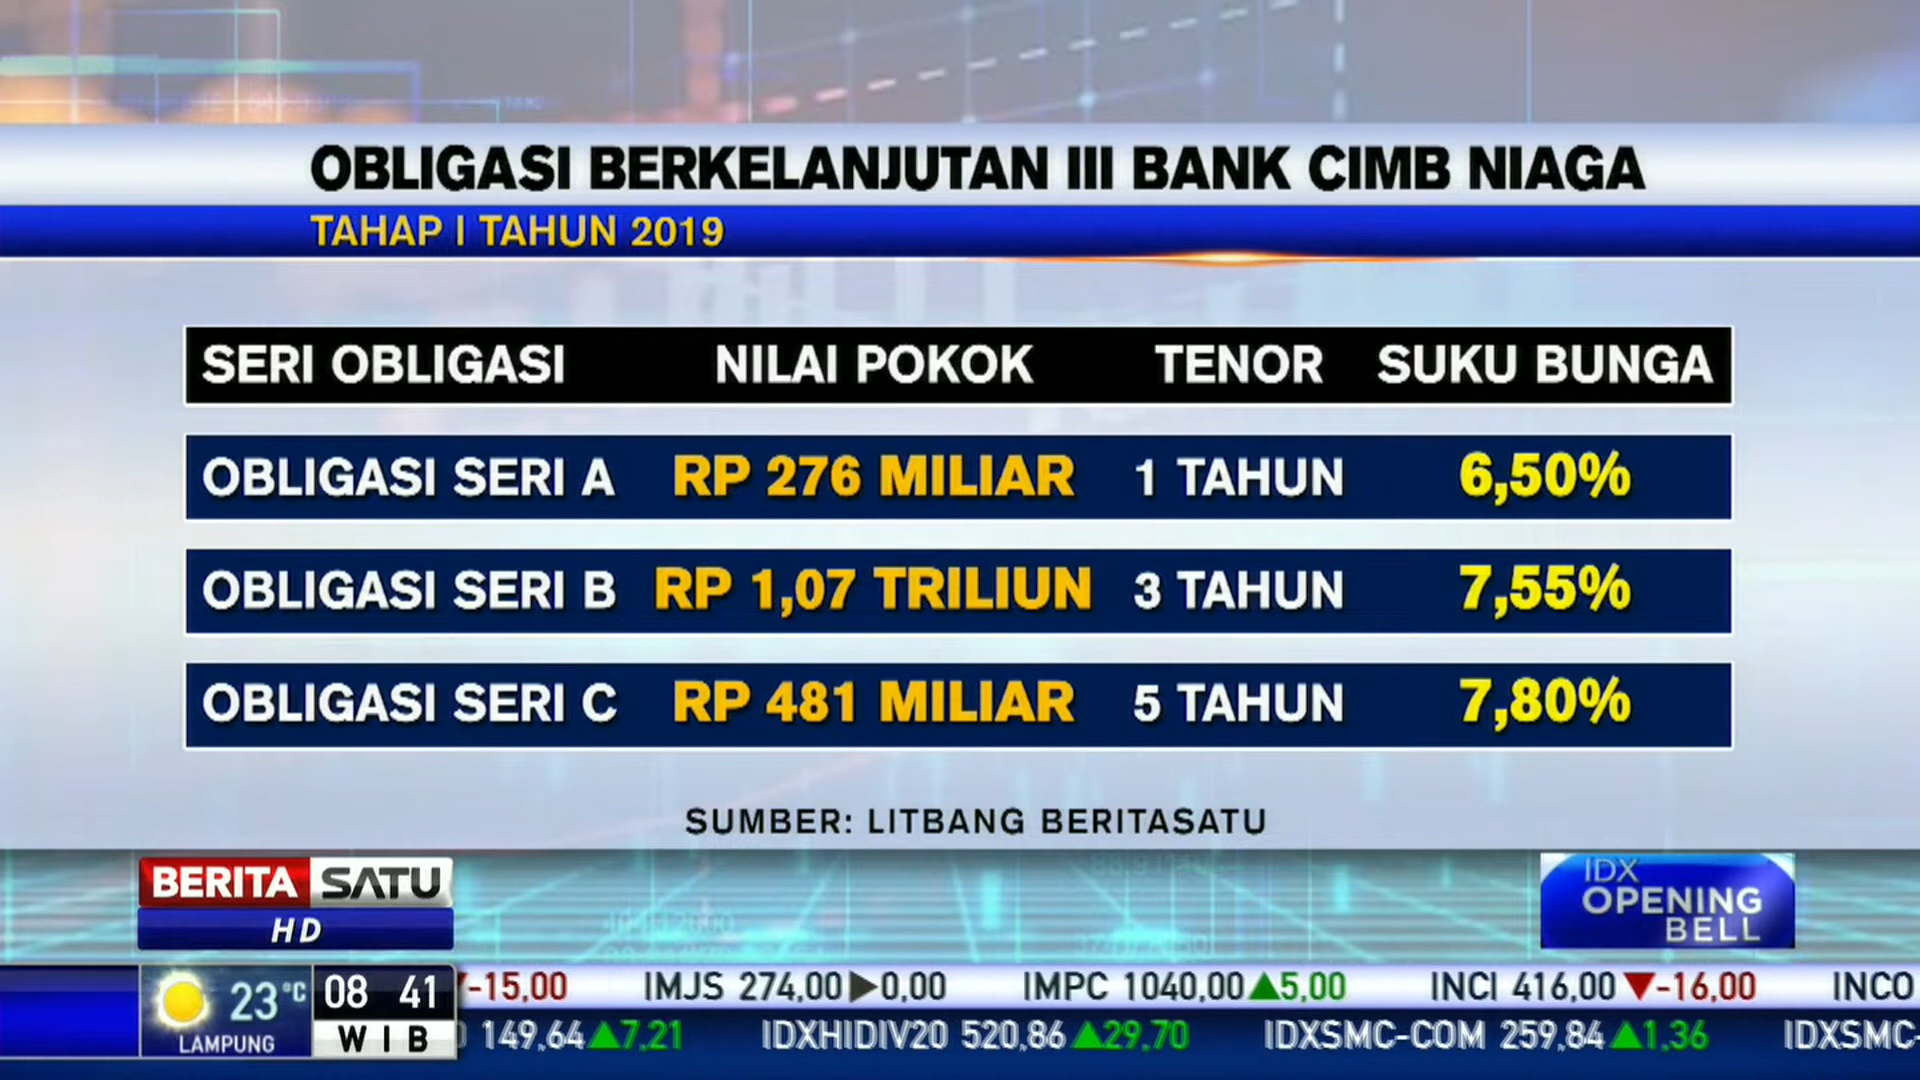 OBLIGASI BERKELANJUTAN III BANK CIMB NIAGA
TAHAP I TAHUN 2019
SERI OBLIGASI NILAI POKOK TENOR SUKU BUNGA
OBLIGASI SERI A RP 276 MILIAR 1 TAHUN 6,50%
OBLIGASI SERI B RP 1,07 TRILIUN 3 TAHUN 7,55%
OBLIGASI SERI C RP 481 MILIAR 5 TAHUN 7,80%
SUMBER: LITBANG BERITASATU
BERITA SATU
HD
IDX
OPENING
BELL
23°C
LAMPUNG
08 41
WIB
▼-15,00 IMJS 274,00▶0,00 IMPC 1040,00▲5,00 INCI 416,00▼-16,00 INCO
149,64▲7,21 IDXHIDIV20 520,86▲29,70 IDXSMC-COM 259,84▲1,36 IDXSMC-